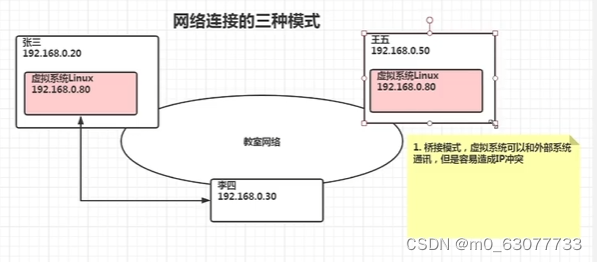 网络连接的三种模式
张三
192.168.0.20
虚拟系统Linux
192.168.0.80
王五
192.168.0.50
虚拟系统Linux
192.168.0.80
教室网络
李四
192.168.0.30
1. 桥接模式，虚拟系统可以和外部系统
通讯，但是容易造成IP冲突
CSDN @m0_63077733